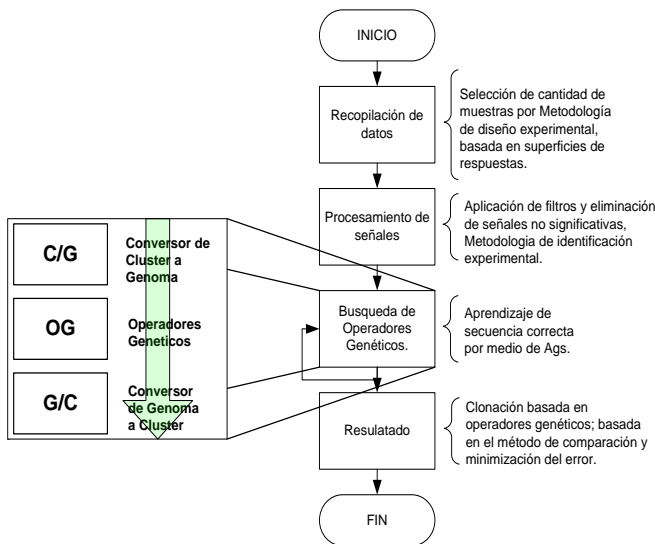 INICIO
Recopilación de
datos
Selección de cantidad de
muestras por Metodología
de diseño experimental,
basada en superficies de
respuestas.
Procesamiento de
señales
Aplicación de filtros y eliminación
de señales no significativas,
Metodologia de identificación
experimental.
C/G
Conversor de
Cluster a
Genoma
OG
Operadores
Geneticos
G/C
Conversor
de Genoma
a Cluster
Busqueda de
Operadores
Genéticos.
Aprendizaje de
secuencia correcta
por medio de Ags.
Resulatado
Clonación basada en
operadores genéticos; basada
en el método de comparación y
minimización del error.
FIN